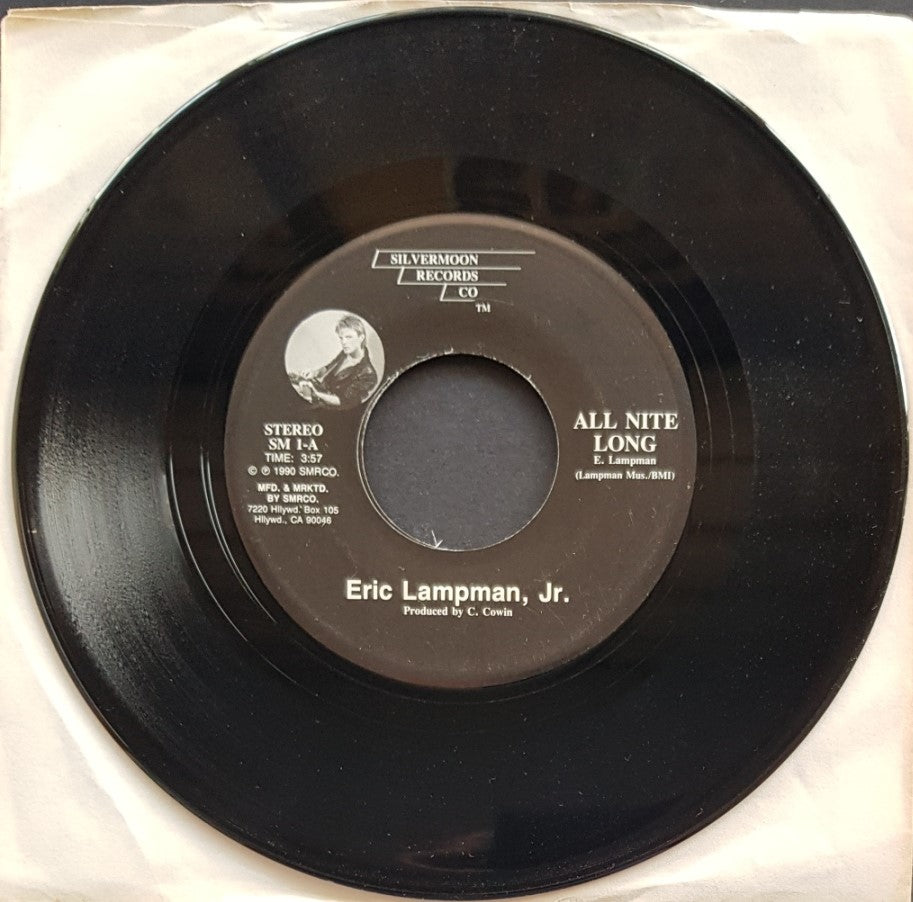 SILVERMOON
RECORDS
CO
TM
STEREO
SM 1-A
TIME: 3:57
© ℗ 1990 SMRCO.
MFD. & MRKTD.
BY SMRCO.
7220 Hllywd. Box 105
Hllywd., CA 90046
ALL NITE
LONG
E. Lampman
(Lampman Mus./BMI)
Eric Lampman, Jr.
Produced by C. Cowin